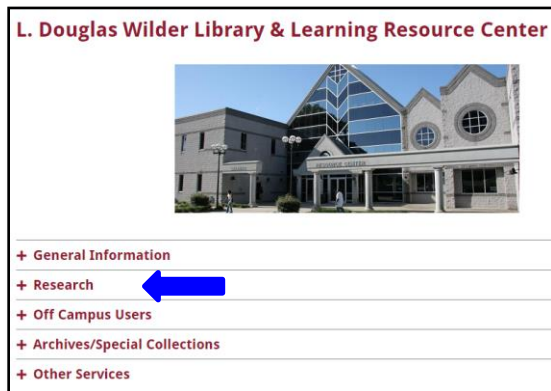 L. Douglas Wilder Library & Learning Resource Center
+ General Information
+ Research
+ Off Campus Users
+ Archives/Special Collections
+ Other Services